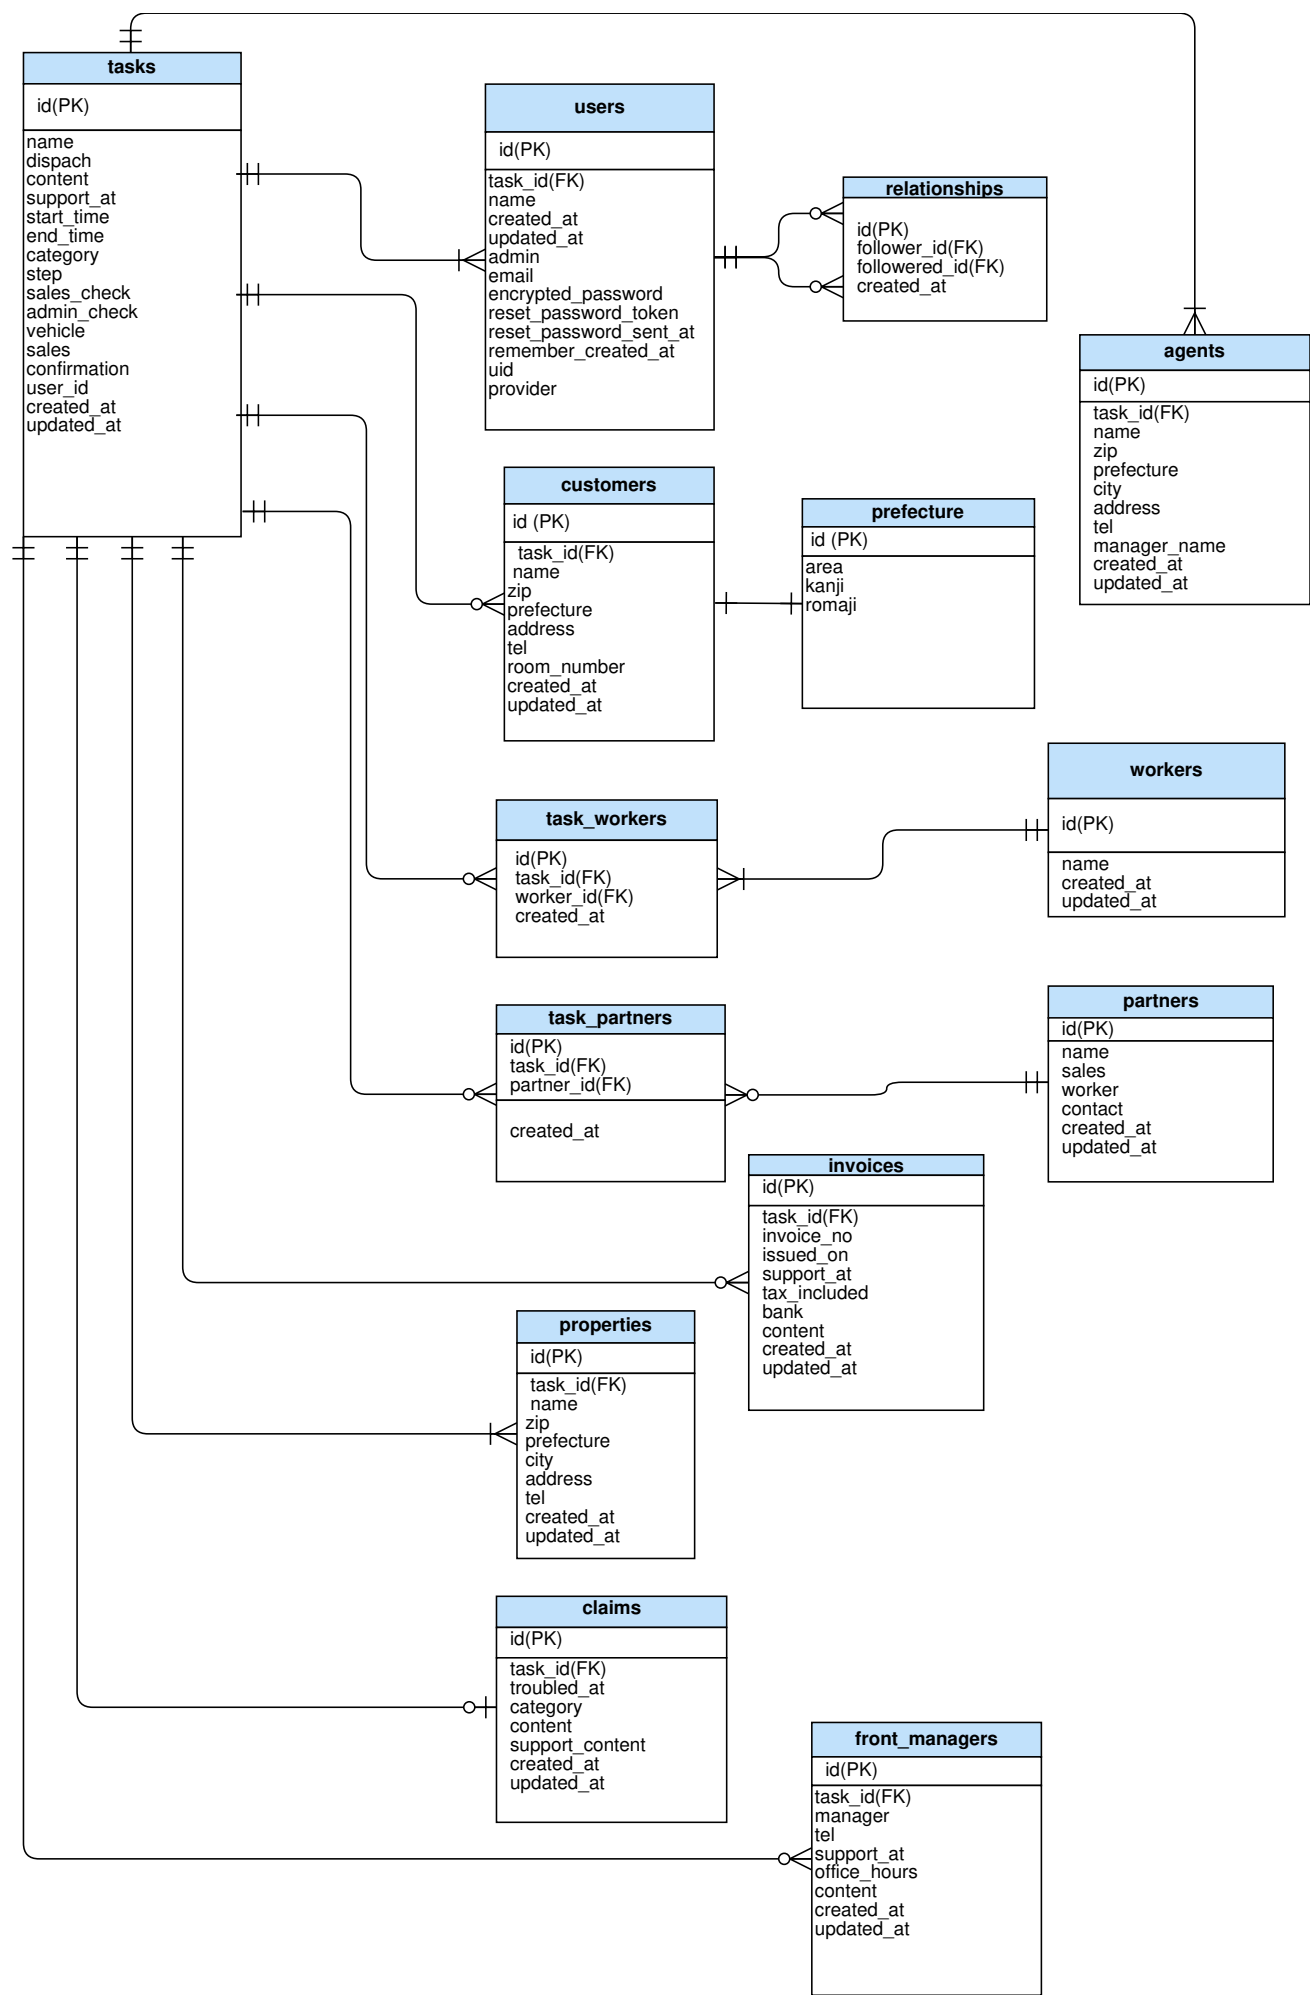 tasks
id(PK)
name
dispach
content
support_at
start_time
end_time
category
step
sales_check
admin_check
vehicle
sales
confirmation
user_id
created_at
updated_at
users
id(PK)
task_id(FK)
name
created_at
updated_at
admin
email
encrypted_password
reset_password_token
reset_password_sent_at
remember_created_at
uid
provider
relationships
id(PK)
follower_id(FK)
followered_id(FK)
created_at
agents
id(PK)
task_id(FK)
name
zip
prefecture
city
address
tel
manager_name
created_at
updated_at
customers
id (PK)
task_id(FK)
name
zip
prefecture
address
tel
room_number
created_at
updated_at
prefecture
id (PK)
area
kanji
romaji
workers
id(PK)
name
created_at
updated_at
task_workers
id(PK)
task_id(FK)
worker_id(FK)
created_at
task_partners
id(PK)
task_id(FK)
partner_id(FK)
created_at
partners
id(PK)
name
sales
worker
contact
created_at
updated_at
invoices
id(PK)
task_id(FK)
invoice_no
issued_on
support_at
tax_included
bank
content
created_at
updated_at
properties
id(PK)
task_id(FK)
name
zip
prefecture
city
address
tel
created_at
updated_at
claims
id(PK)
task_id(FK)
troubled_at
category
content
support_content
created_at
updated_at
front_managers
id(PK)
task_id(FK)
manager
tel
support_at
office_hours
content
created_at
updated_at